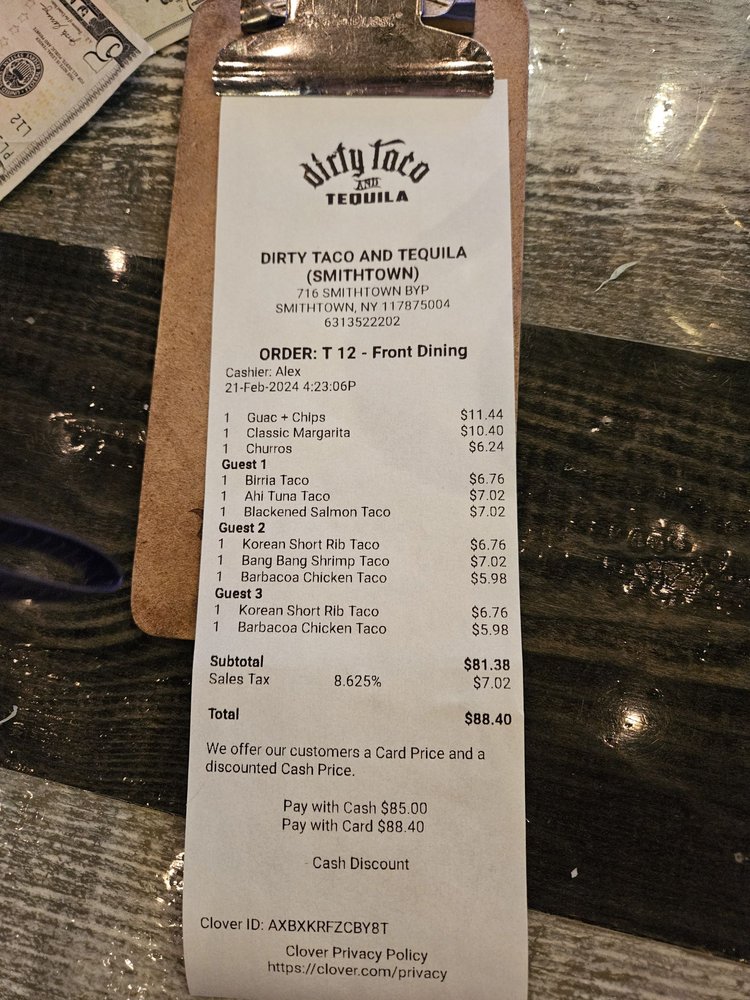 5
L12
dirty taco
AND
TEQUILA
DIRTY TACO AND TEQUILA
(SMITHTOWN)
716 SMITHTOWN BYP
SMITHTOWN, NY 117875004
6313522202
ORDER: T 12 - Front Dining
Cashier: Alex
21-Feb-2024 4:23:06P
1 Guac + Chips $11.44
1 Classic Margarita $10.40
1 Churros $6.24
Guest 1
1 Birria Taco $6.76
1 Ahi Tuna Taco $7.02
1 Blackened Salmon Taco $7.02
Guest 2
1 Korean Short Rib Taco $6.76
1 Bang Bang Shrimp Taco $7.02
1 Barbacoa Chicken Taco $5.98
Guest 3
1 Korean Short Rib Taco $6.76
1 Barbacoa Chicken Taco $5.98
Subtotal $81.38
Sales Tax 8.625% $7.02
Total $88.40
We offer our customers a Card Price and a
discounted Cash Price.
Pay with Cash $85.00
Pay with Card $88.40
Cash Discount
Clover ID: AXBXKRFZCBY8T
Clover Privacy Policy
https://clover.com/privacy